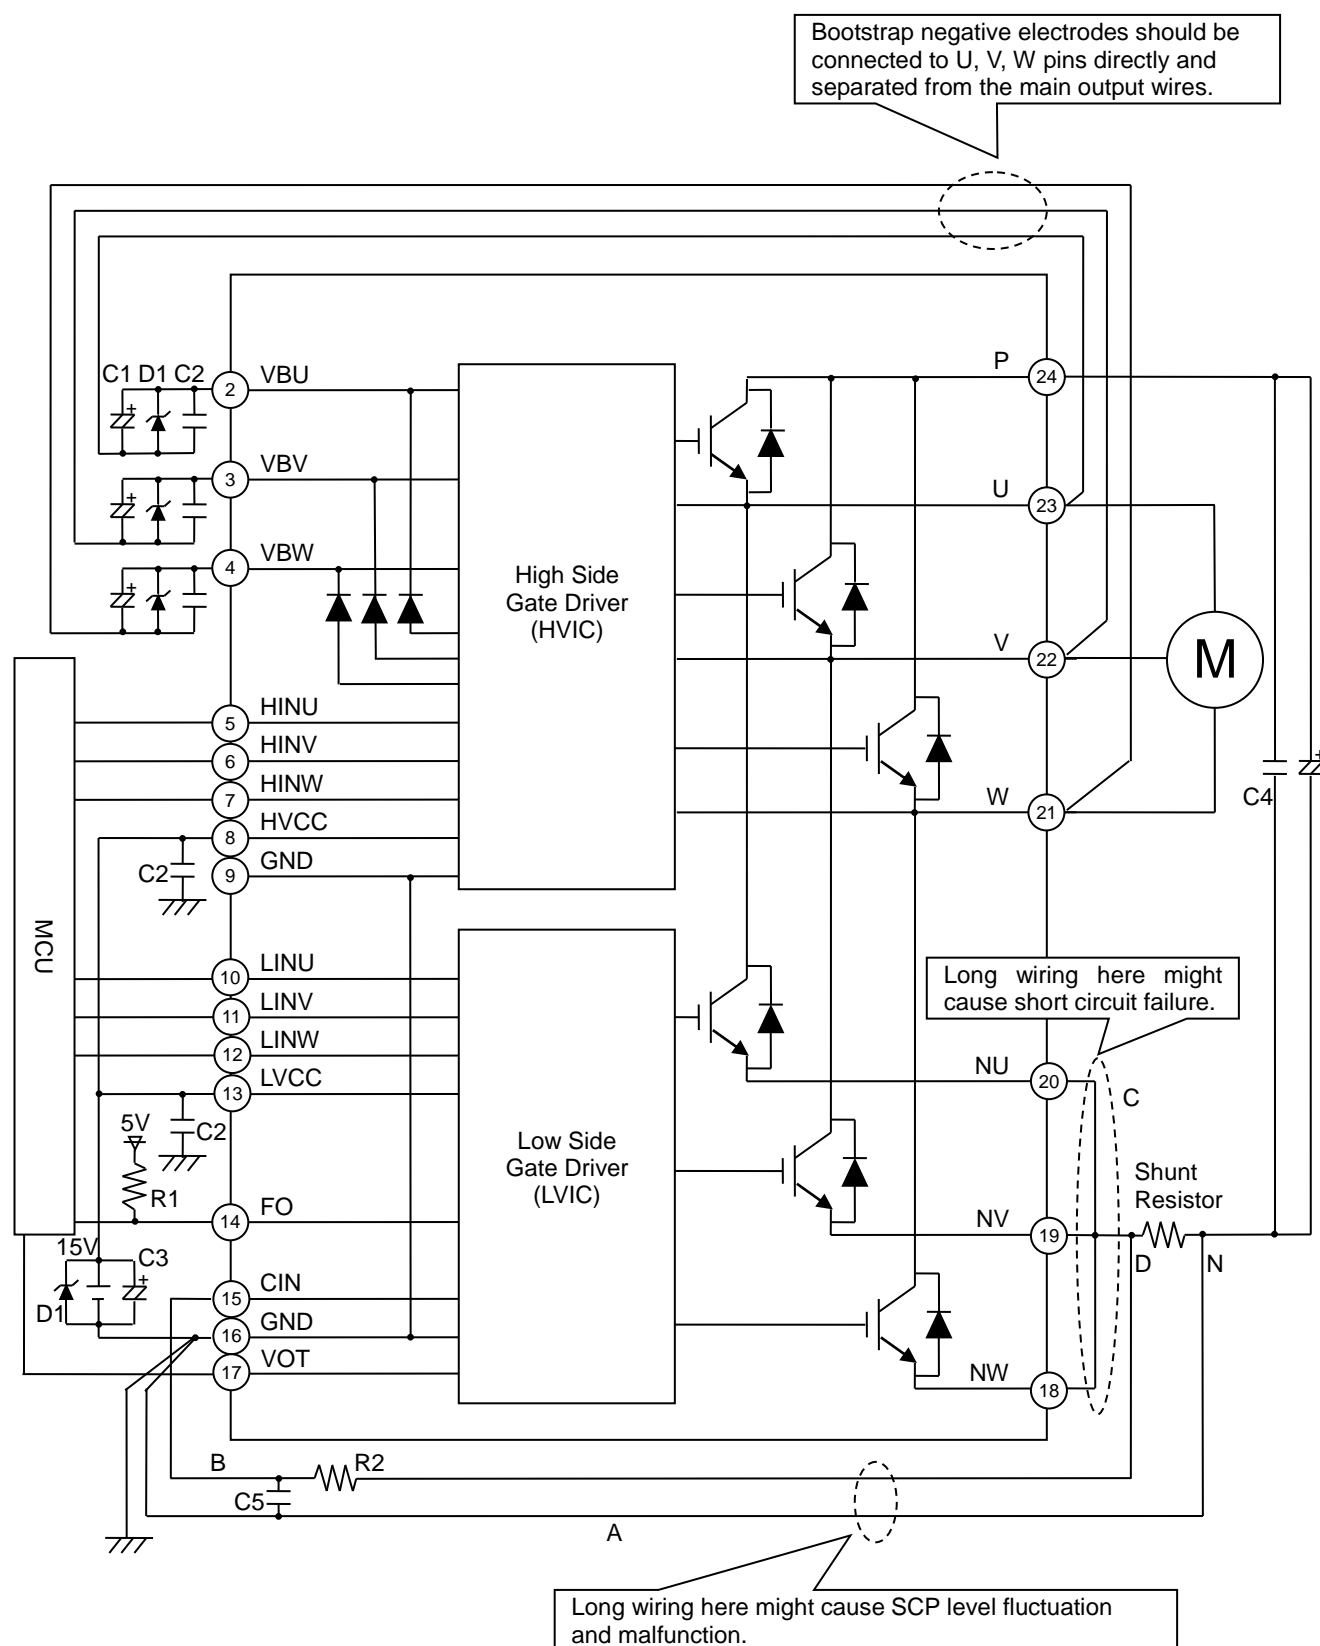 Bootstrap negative electrodes should be
connected to U, V, W pins directly and
separated from the main output wires.
C1 D1 C2
+
2
VBU
P
24
3
VBV
+
U
23
4
VBW
+
High Side
Gate Driver
(HVIC)
V
22
M
5
HINU
6
HINV
7
HINW
W
21
C4
+
8
HVCC
C2
9
GND
MCU
10
LINU
11
LINV
12
LINW
13
LVCC
Long wiring here might
cause short circuit failure.
NU
20
C
5V
C2
R1
Low Side
Gate Driver
(LVIC)
Shunt
Resistor
14
FO
NV
19
D
N
15V
C3
+
D1
15
CIN
16
GND
17
VOT
NW
18
B
R2
C5
A
Long wiring here might cause SCP level fluctuation
and malfunction.